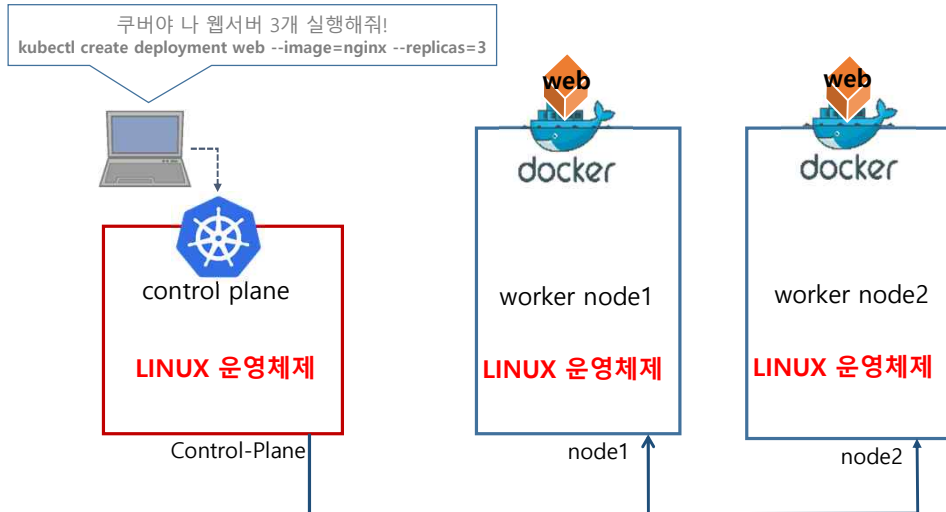 쿠버야 나 웹서버 3개 실행해줘!
kubectl create deployment web --image=nginx --replicas=3
web
docker
web
docker
control plane
LINUX 운영체제
worker node1
LINUX 운영체제
worker node2
LINUX 운영체제
Control-Plane
node1
node2